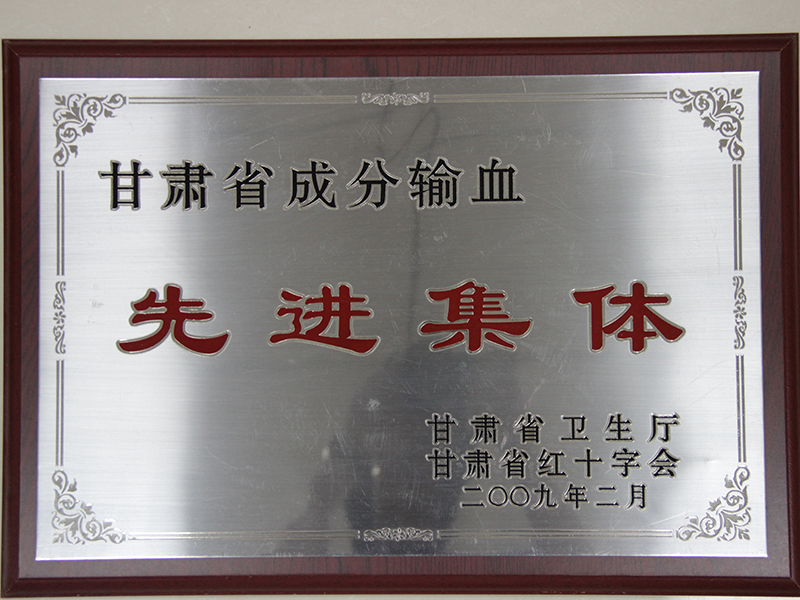 甘肃省成分输血
先进集体
甘肃省卫生厅
甘肃省红十字会
二〇〇九年二月